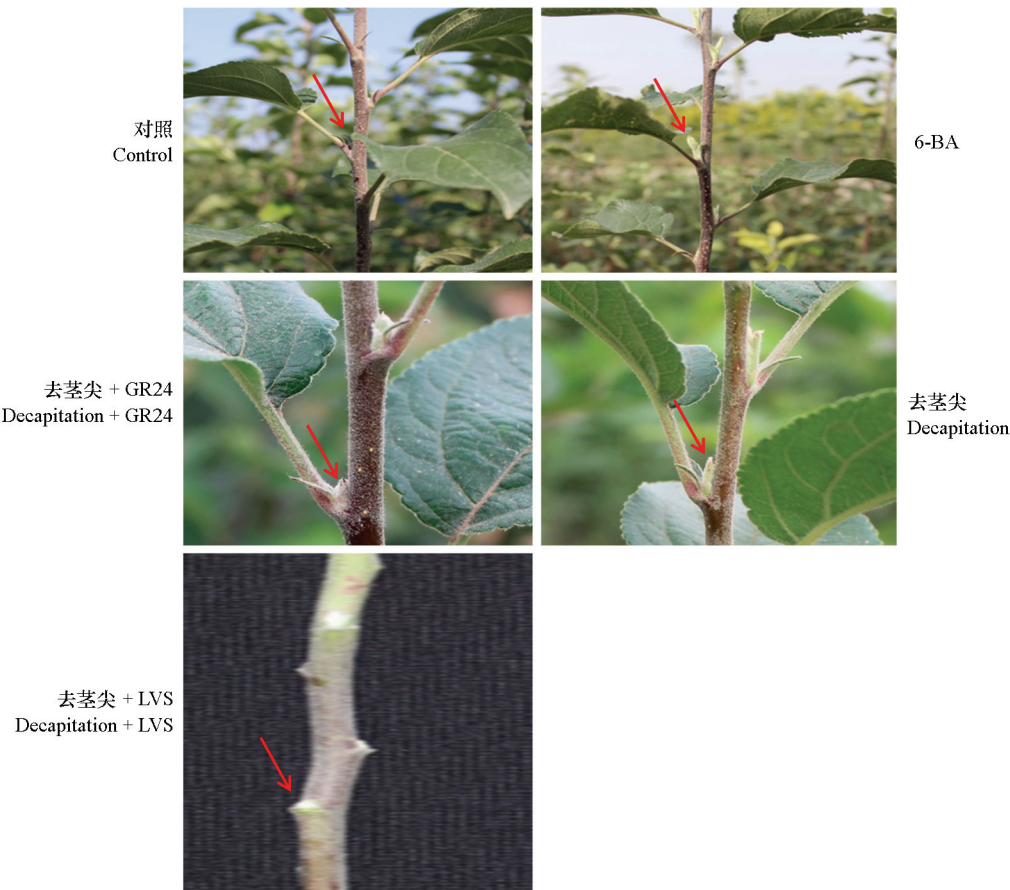 对照
Control
6-BA
去茎尖 + GR24
Decapitation + GR24
去茎尖
Decapitation
去茎尖 + LVS
Decapitation + LVS